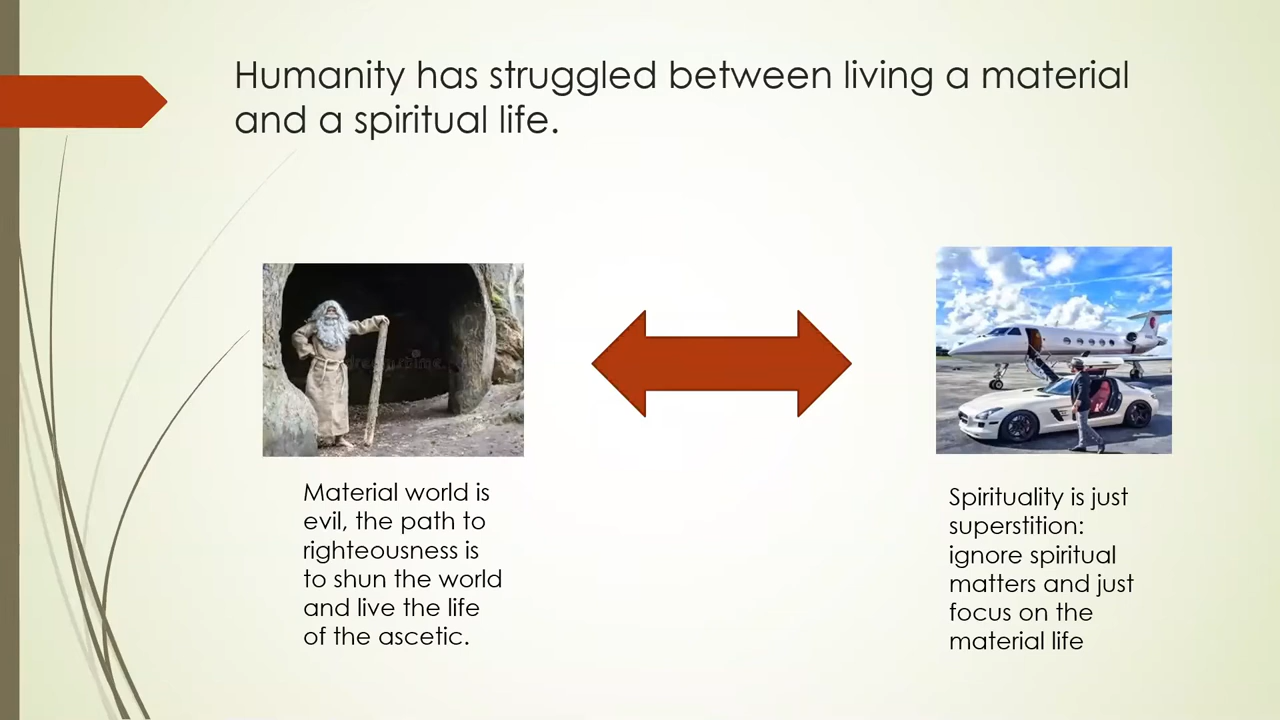 Humanity has struggled between living a material
and a spiritual life.
Material world is
evil, the path to
righteousness is
to shun the world
and live the life
of the ascetic.
Spirituality is just
superstition:
ignore spiritual
matters and just
focus on the
material life